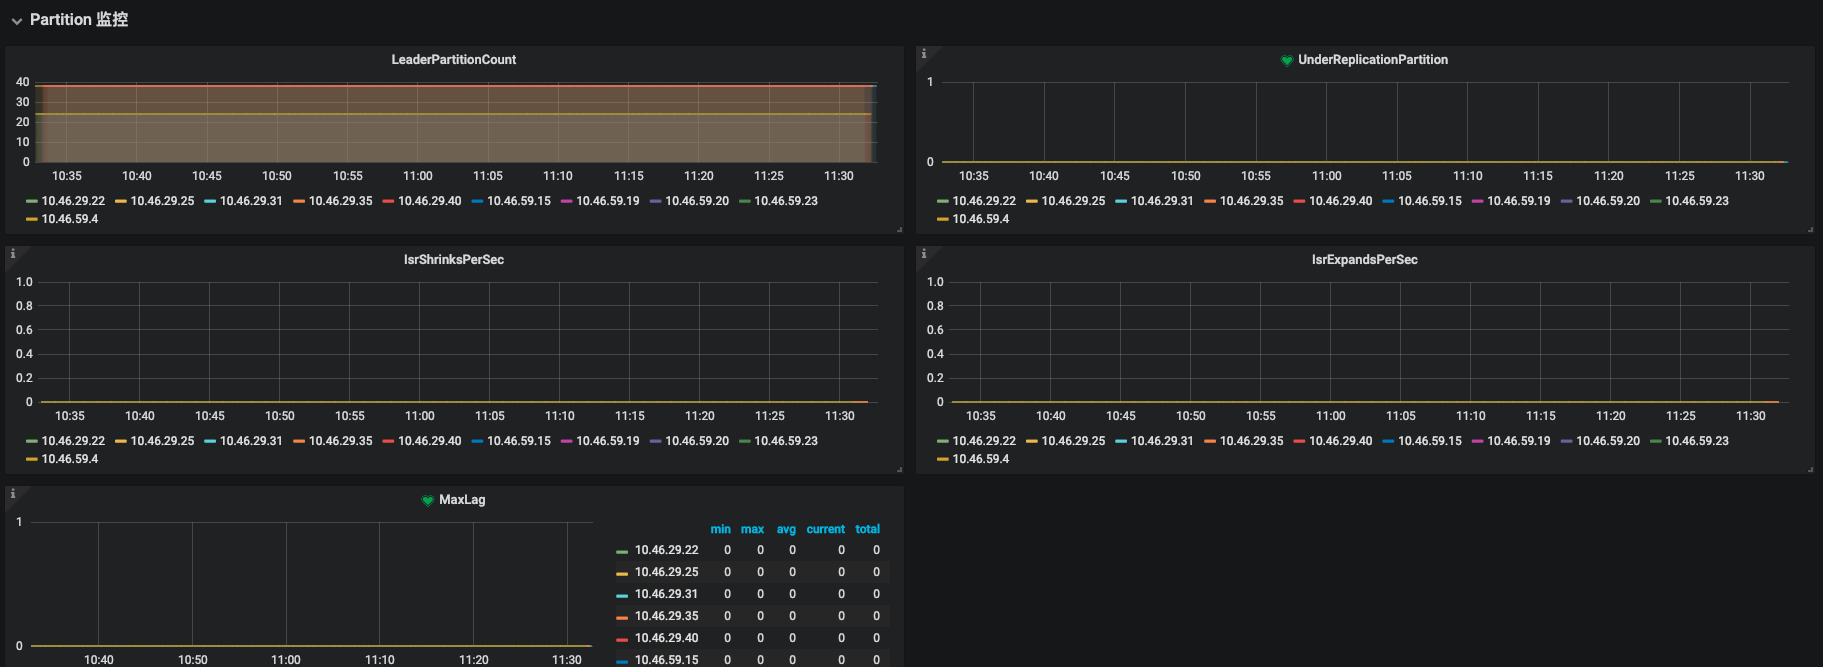 Partition 监控
LeaderPartitionCount
40
30
20
10
0
10:35 10:40 10:45 10:50 10:55 11:00 11:05 11:10 11:15 11:20 11:25 11:30
10.46.29.22 10.46.29.25 10.46.29.31 10.46.29.35 10.46.29.40 10.46.59.15 10.46.59.19 10.46.59.20 10.46.59.23
10.46.59.4
i
UnderReplicationPartition
1
0
10:35 10:40 10:45 10:50 10:55 11:00 11:05 11:10 11:15 11:20 11:25 11:30
10.46.29.22 10.46.29.25 10.46.29.31 10.46.29.35 10.46.29.40 10.46.59.15 10.46.59.19 10.46.59.20 10.46.59.23
10.46.59.4
i
IsrShrinksPerSec
1.0
0.8
0.6
0.4
0.2
0
10:35 10:40 10:45 10:50 10:55 11:00 11:05 11:10 11:15 11:20 11:25 11:30
10.46.29.22 10.46.29.25 10.46.29.31 10.46.29.35 10.46.29.40 10.46.59.15 10.46.59.19 10.46.59.20 10.46.59.23
10.46.59.4
i
IsrExpandsPerSec
1.0
0.8
0.6
0.4
0.2
0
10:35 10:40 10:45 10:50 10:55 11:00 11:05 11:10 11:15 11:20 11:25 11:30
10.46.29.22 10.46.29.25 10.46.29.31 10.46.29.35 10.46.29.40 10.46.59.15 10.46.59.19 10.46.59.20 10.46.59.23
10.46.59.4
i
MaxLag
1
0
10:40 10:50 11:00 11:10 11:20 11:30
min max avg current total
10.46.29.22 0 0 0 0 0
10.46.29.25 0 0 0 0 0
10.46.29.31 0 0 0 0 0
10.46.29.35 0 0 0 0 0
10.46.29.40 0 0 0 0 0
10.46.59.15 0 0 0 0 0